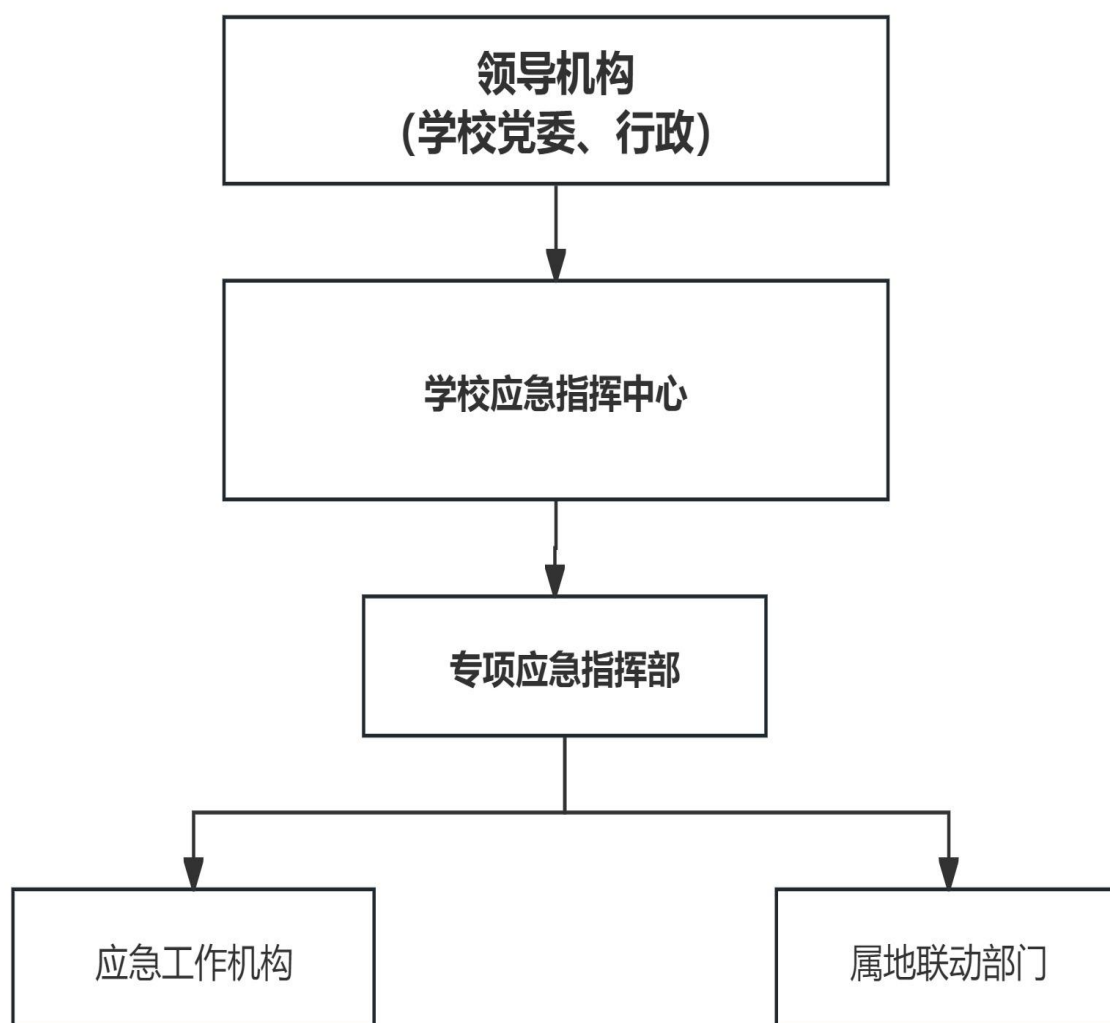 领导机构
（学校党委、行政）
学校应急指挥中心
专项应急指挥部
应急工作机构
属地联动部门